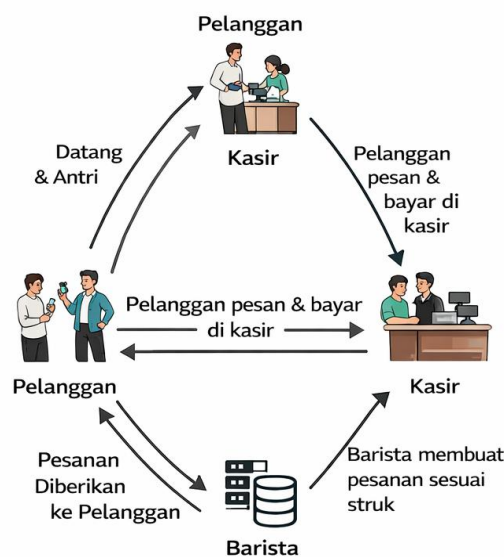 Pelanggan
Kasir
Datang
& Antri
Pelanggan
pesan &
bayar di
kasir
Pelanggan pesan & bayar
di kasir
Pelanggan
Kasir
Pesanan
Diberikan
ke Pelanggan
Barista membuat
pesanan sesuai
struk
Barista